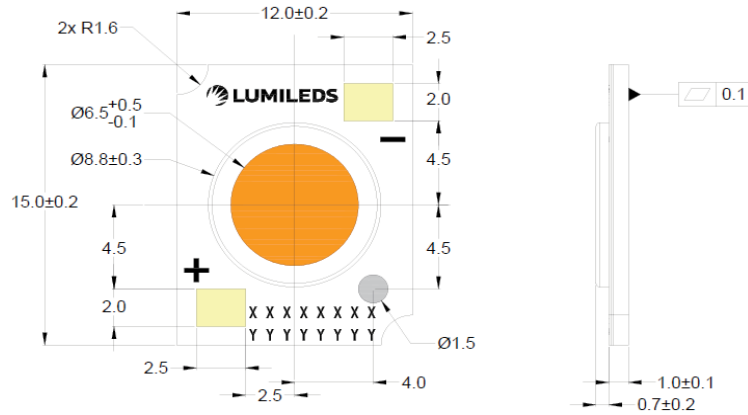 12.0±0.2
2x R1.6
2.5
LUMILEDS
2.0
0.1
Ø6.5+0.5
-0.1
−
4.5
Ø8.8±0.3
15.0±0.2
4.5
4.5
+
2.0
X X X X X X X X
Y Y Y Y Y Y Y Y
Ø1.5
2.5
4.0
2.5
1.0±0.1
0.7±0.2